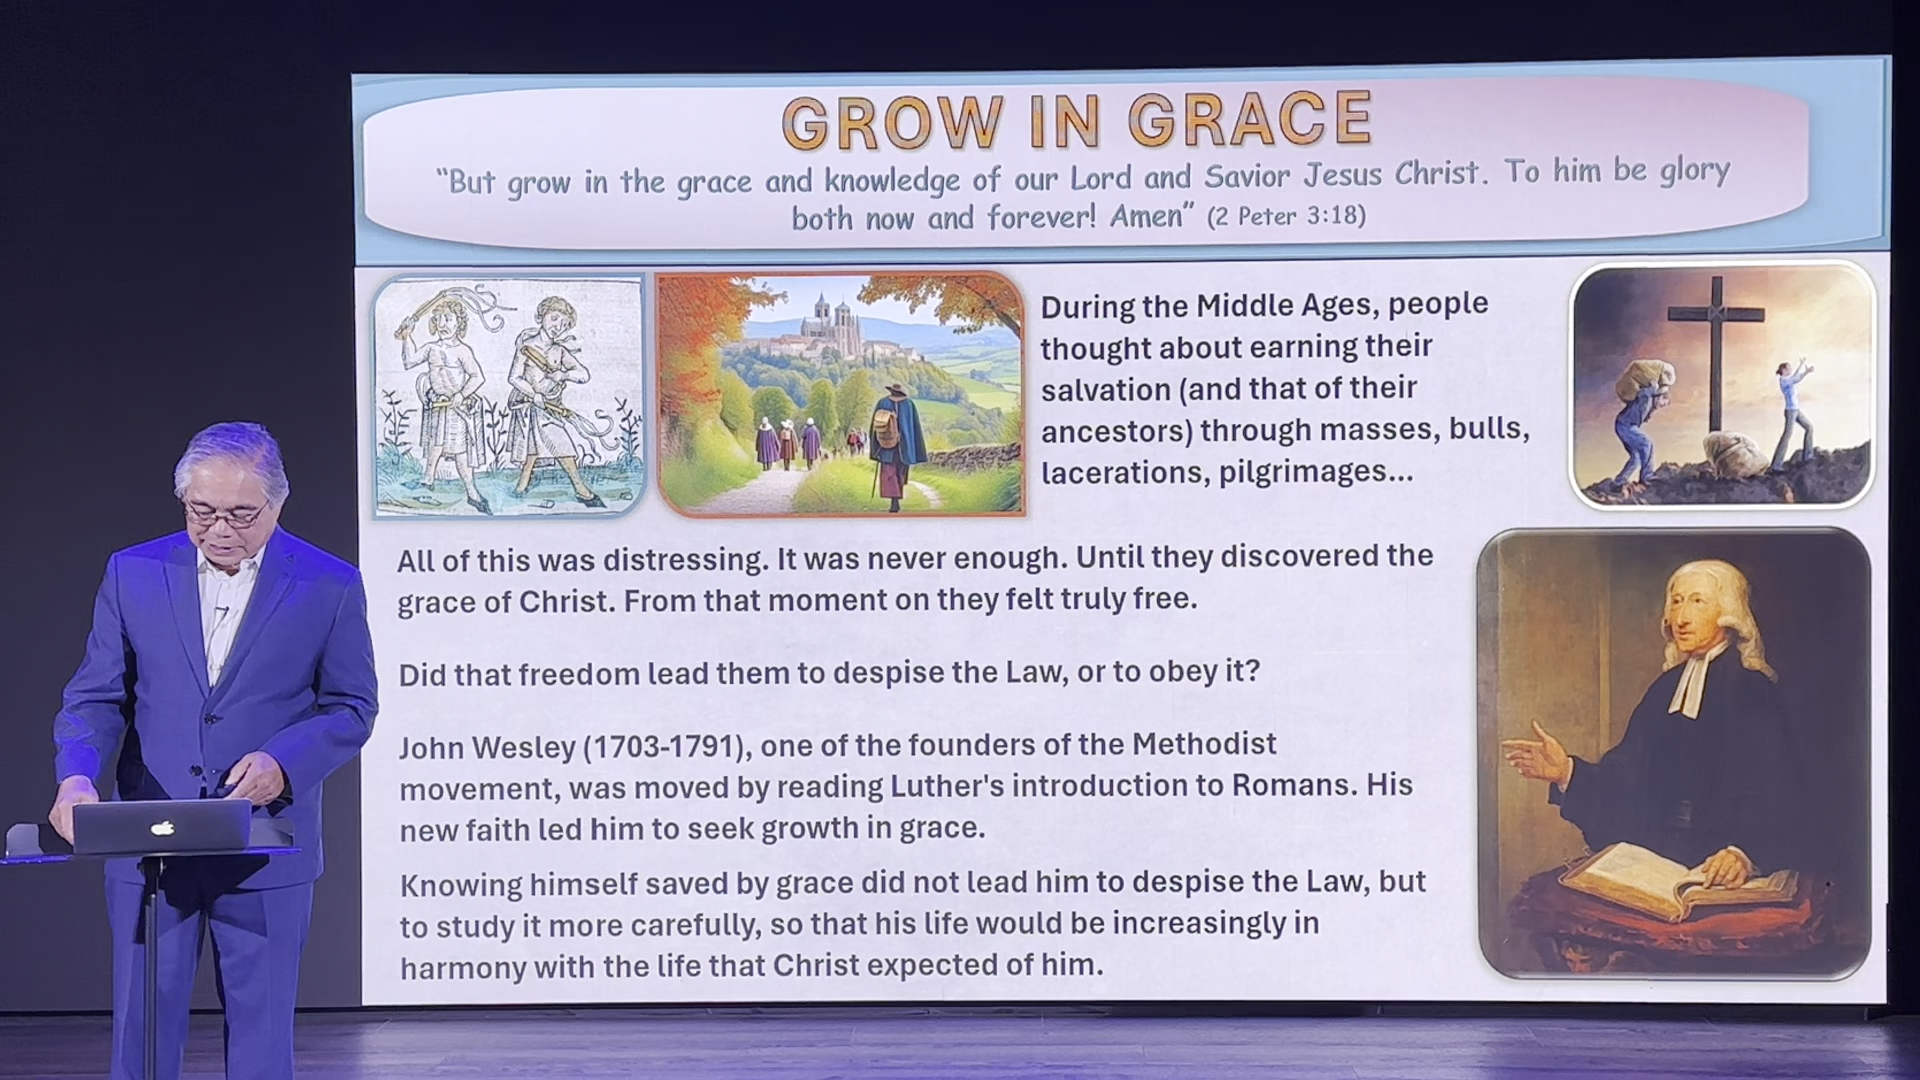 GROW IN GRACE
“But grow in the grace and knowledge of our Lord and Savior Jesus Christ. To him be glory
both now and forever! Amen” (2 Peter 3:18)
During the Middle Ages, people
thought about earning their
salvation (and that of their
ancestors) through masses, bulls,
lacerations, pilgrimages...
All of this was distressing. It was never enough. Until they discovered the
grace of Christ. From that moment on they felt truly free.
Did that freedom lead them to despise the Law, or to obey it?
John Wesley (1703-1791), one of the founders of the Methodist
movement, was moved by reading Luther's introduction to Romans. His
new faith led him to seek growth in grace.
Knowing himself saved by grace did not lead him to despise the Law, but
to study it more carefully, so that his life would be increasingly in
harmony with the life that Christ expected of him.